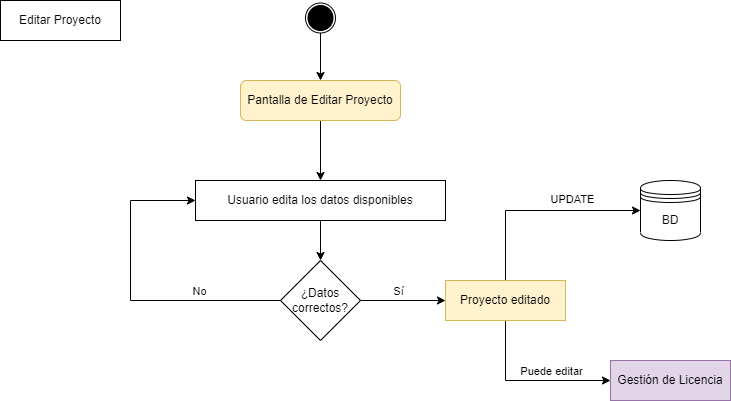 Editar Proyecto
Pantalla de Editar Proyecto
Usuario edita los datos disponibles
UPDATE
BD
No
¿Datos
correctos?
Sí
Proyecto editado
Puede editar
Gestión de Licencia